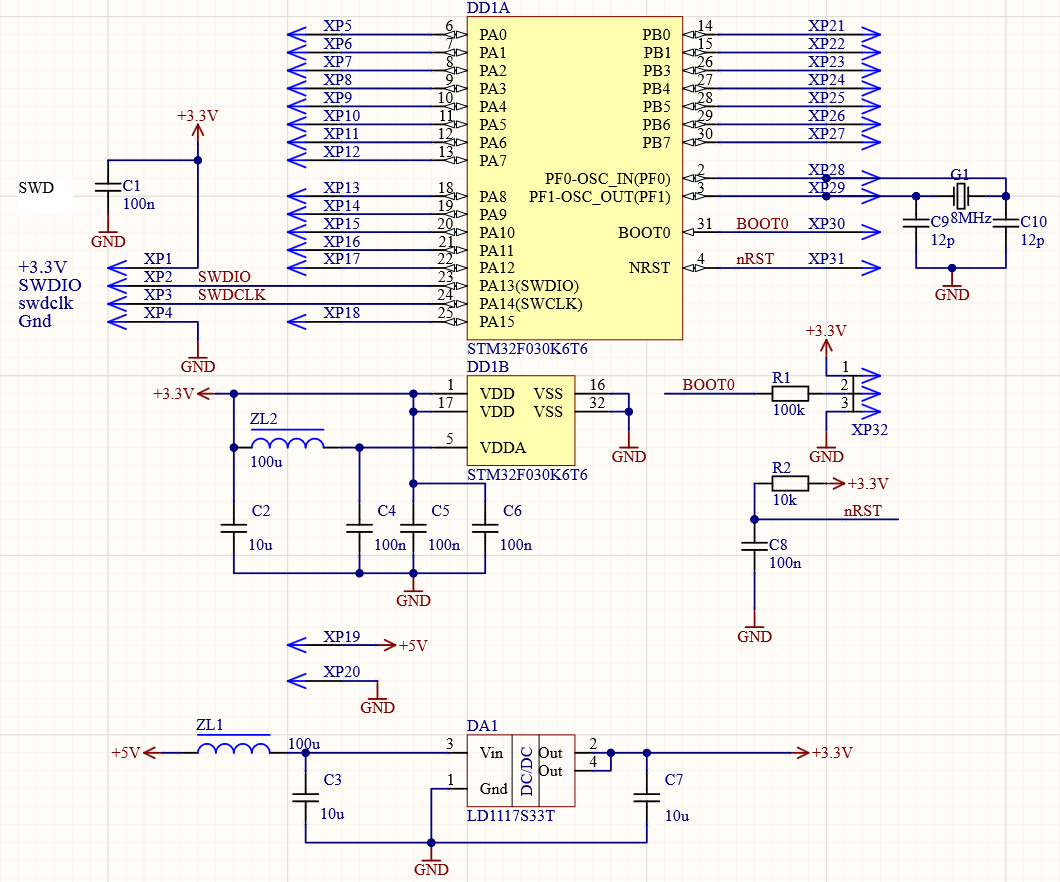 DD1A
XP5 6 PA0 PB0 14 XP21
XP6 7 PA1 PB1 15 XP22
XP7 8 PA2 PB3 26 XP23
XP8 9 PA3 PB4 27 XP24
XP9 10 PA4 PB5 28 XP25
XP10 11 PA5 PB6 29 XP26
XP11 12 PA6 PB7 30 XP27
XP12 13 PA7
+3.3V
SWD
C1
100n
GND
PF0-OSC_IN(PF0) 2 XP28
XP13 18 PA8 PF1-OSC_OUT(PF1) 3 XP29
XP14 19 PA9
XP15 20 PA10 BOOT0 31 BOOT0 XP30
XP16 21 PA11
XP17 22 PA12 NRST 4 nRST XP31
G1
8MHz
C9
12p
C10
12p
GND
+3.3V XP1
SWDIO XP2 SWDIO 23 PA13(SWDIO)
swdclk XP3 SWDCLK 24 PA14(SWCLK)
Gnd XP4 XP18 25 PA15
GND
STM32F030K6T6
DD1B
+3.3V 1 VDD VSS 16
17 VDD VSS 32
ZL2
100u
5 VDDA
GND
STM32F030K6T6
C2
10u
C4
100n
C5
100n
C6
100n
GND
+3.3V
BOOT0 R1
100k
1
2
3
XP32
GND
R2
10k
+3.3V
nRST
C8
100n
GND
XP19 +5V
XP20
GND
DA1
ZL1
100u
+5V 3 Vin DC/DC Out 2 +3.3V
Out 4
1 Gnd
LD1117S33T
C3
10u
C7
10u
GND